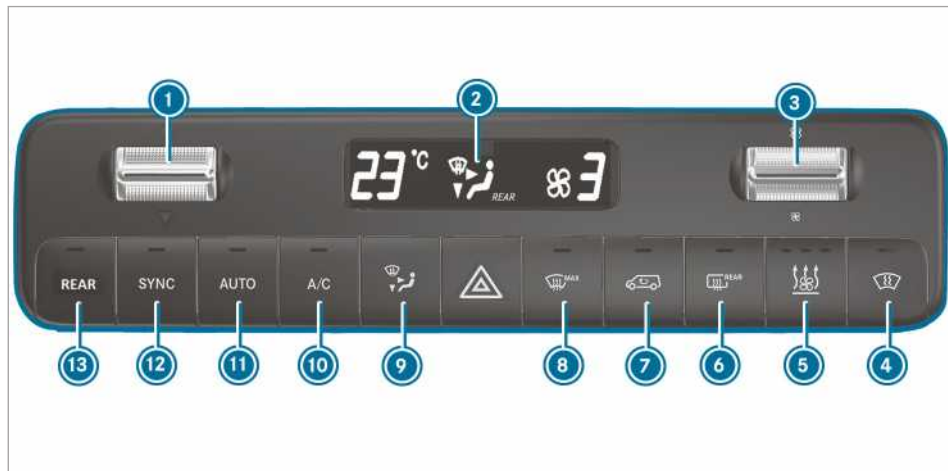 1 2 3
23 °C REAR 3
REAR SYNC AUTO A/C MAX REAR
13 12 11 10 9 8 7 6 5 4